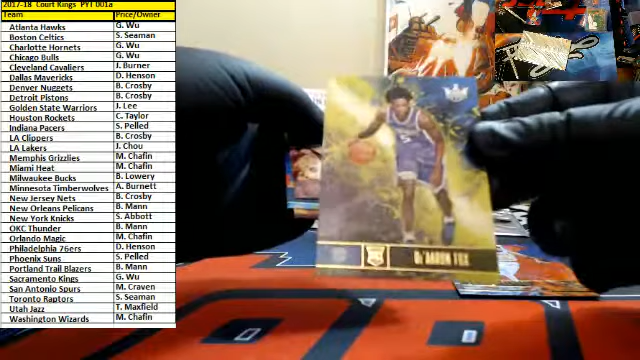 2017-18 Court Kings PYT 001a
Team Price/Owner
Atlanta Hawks G. Wu
Boston Celtics S. Seaman
Charlotte Hornets G. Wu
Chicago Bulls G. Wu
Cleveland Cavaliers J. Burner
Dallas Mavericks D. Henson
Denver Nuggets B. Crosby
Detroit Pistons B. Crosby
Golden State Warriors J. Lee
Houston Rockets C. Taylor
Indiana Pacers S. Pelled
LA Clippers B. Crosby
LA Lakers J. Chou
Memphis Grizzlies M. Chafin
Miami Heat M. Chafin
Milwaukee Bucks B. Lowery
Minnesota Timberwolves A. Burnett
New Jersey Nets B. Crosby
New Orleans Pelicans B. Mann
New York Knicks S. Abbott
OKC Thunder B. Mann
Orlando Magic M. Chafin
Philadelphia 76ers D. Henson
Phoenix Suns S. Pelled
Portland Trail Blazers B. Mann
Sacramento Kings G. Wu
San Antonio Spurs M. Craven
Toronto Raptors S. Seaman
Utah Jazz T. Maxfield
Washington Wizards M. Chafin
5
De'Aaron Fox